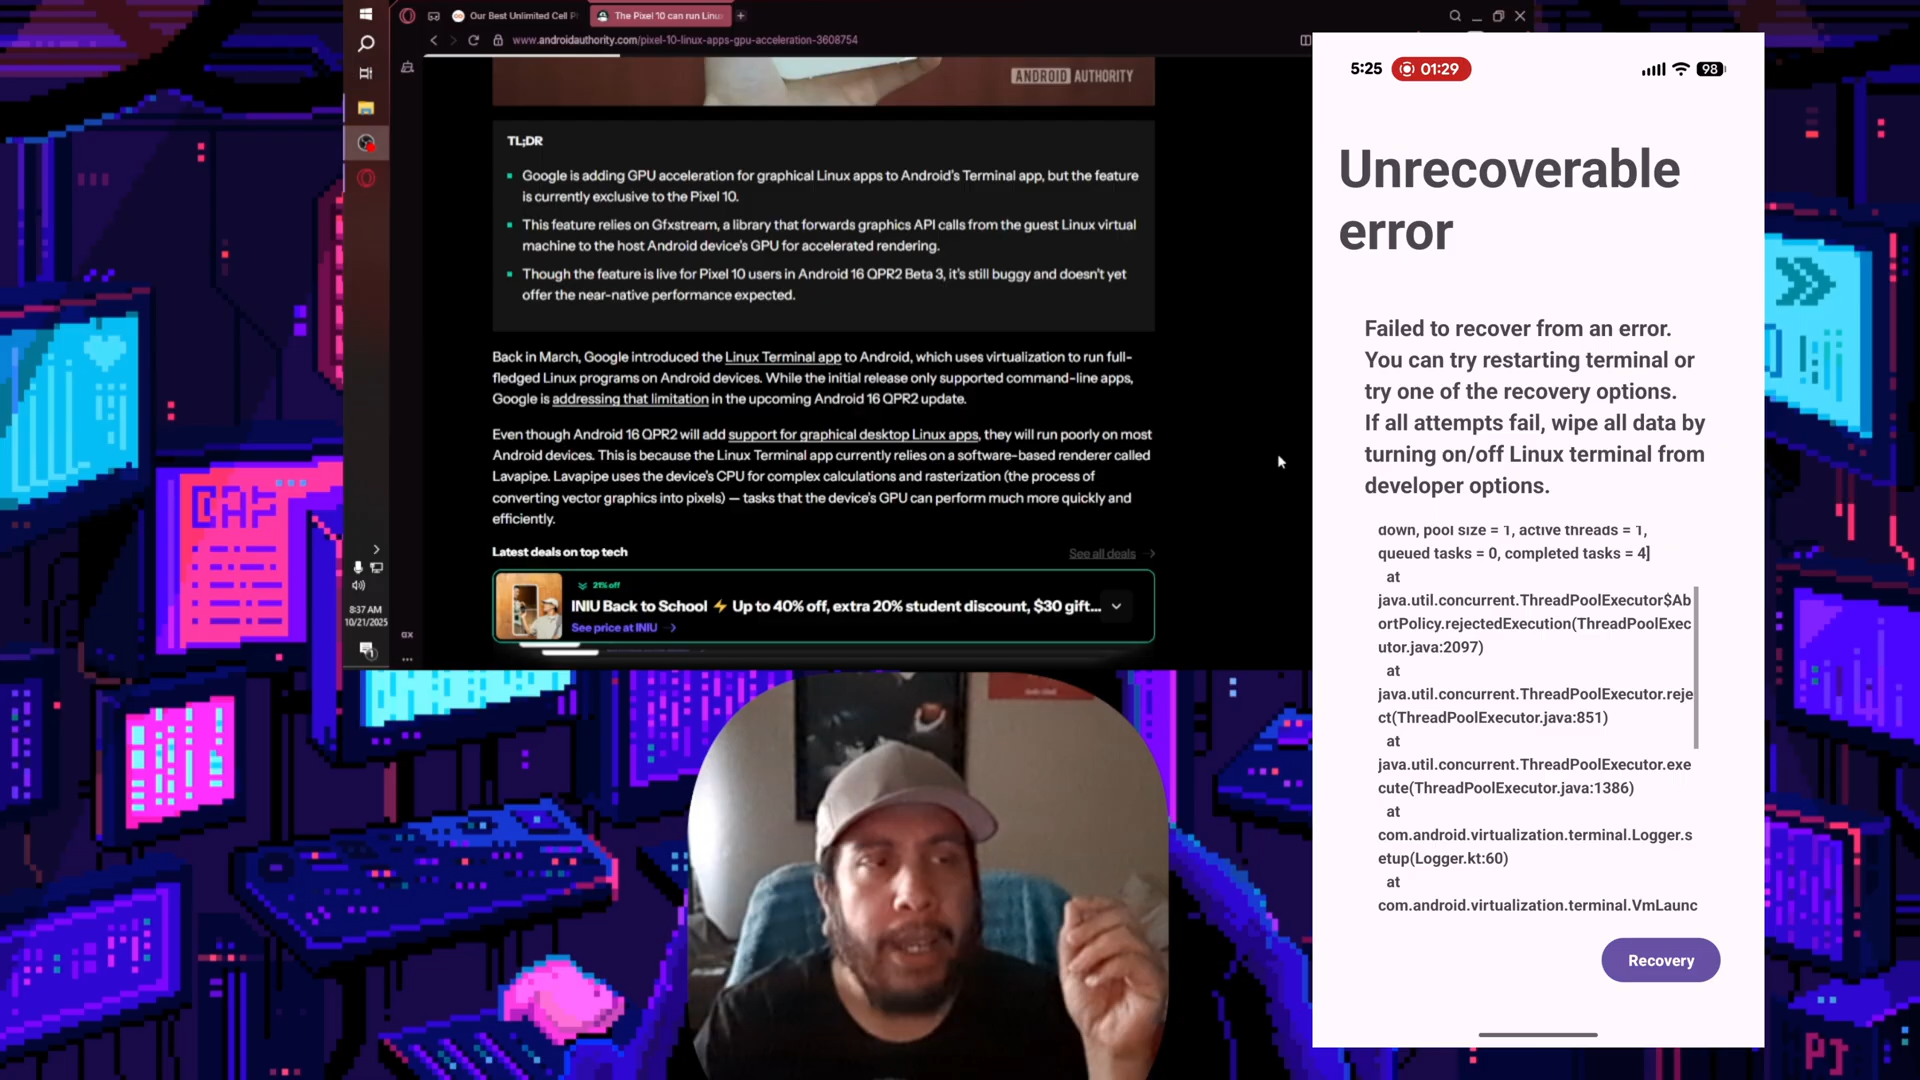 Our Best Unlimited Cell P
The Pixel 10 can run Linux
www.androidauthority.com/pixel-10-linux-apps-gpu-acceleration-3608754
ANDROID AUTHORITY
TL;DR
Google is adding GPU acceleration for graphical Linux apps to Android's Terminal app, but the feature
is currently exclusive to the Pixel 10.
This feature relies on Gfxstream, a library that forwards graphics API calls from the guest Linux virtual
machine to the host Android device's GPU for accelerated rendering.
Though the feature is live for Pixel 10 users in Android 16 QPR2 Beta 3, it's still buggy and doesn't yet
offer the near-native performance expected.
Back in March, Google introduced the Linux Terminal app to Android, which uses virtualization to run full-
fledged Linux programs on Android devices. While the initial release only supported command-line apps,
Google is addressing that limitation in the upcoming Android 16 QPR2 update.
Even though Android 16 QPR2 will add support for graphical desktop Linux apps, they will run poorly on most
Android devices. This is because the Linux Terminal app currently relies on a software-based renderer called
Lavapipe. Lavapipe uses the device's CPU for complex calculations and rasterization (the process of
converting vector graphics into pixels) — tasks that the device's GPU can perform much more quickly and
efficiently.
Latest deals on top tech
See all deals
21% off
INIU Back to School ⚡ Up to 40% off, extra 20% student discount, $30 gift...
See price at INIU
8:37 AM
10/21/2025
5:25
01:29
98
Unrecoverable
error
Failed to recover from an error.
You can try restarting terminal or
try one of the recovery options.
If all attempts fail, wipe all data by
turning on/off Linux terminal from
developer options.
down, pool size = 1, active threads = 1,
queued tasks = 0, completed tasks = 4]
at
java.util.concurrent.ThreadPoolExecutor$Ab
ortPolicy.rejectedExecution(ThreadPoolExec
utor.java:2097)
at
java.util.concurrent.ThreadPoolExecutor.reje
ct(ThreadPoolExecutor.java:851)
at
java.util.concurrent.ThreadPoolExecutor.exe
cute(ThreadPoolExecutor.java:1386)
at
com.android.virtualization.terminal.Logger.s
etup(Logger.kt:60)
at
com.android.virtualization.terminal.VmLaunc
Recovery